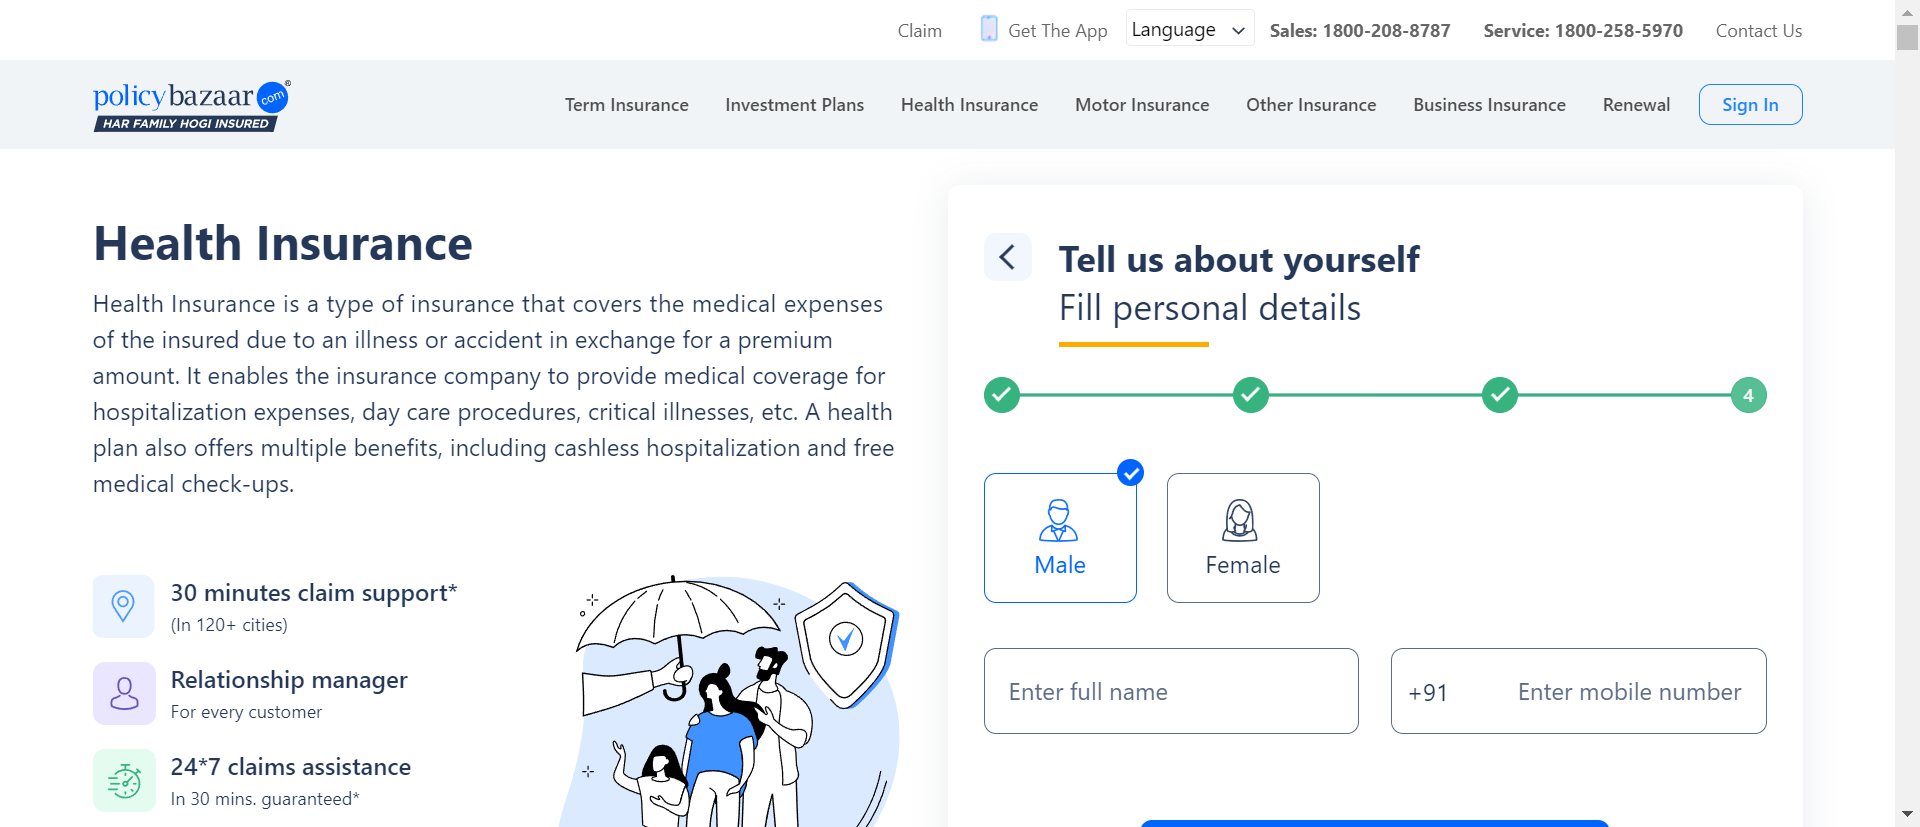 Claim
Get The App
Language
Sales: 1800-208-8787
Service: 1800-258-5970
Contact Us
policybazaar com ®
HAR FAMILY HOGI INSURED
Term Insurance
Investment Plans
Health Insurance
Motor Insurance
Other Insurance
Business Insurance
Renewal
Sign In
Health Insurance
Health Insurance is a type of insurance that covers the medical expenses
of the insured due to an illness or accident in exchange for a premium
amount. It enables the insurance company to provide medical coverage for
hospitalization expenses, day care procedures, critical illnesses, etc. A health
plan also offers multiple benefits, including cashless hospitalization and free
medical check-ups.
30 minutes claim support*
(In 120+ cities)
Relationship manager
For every customer
24*7 claims assistance
In 30 mins. guaranteed*
Tell us about yourself
Fill personal details
4
Male
Female
Enter full name
+91
Enter mobile number